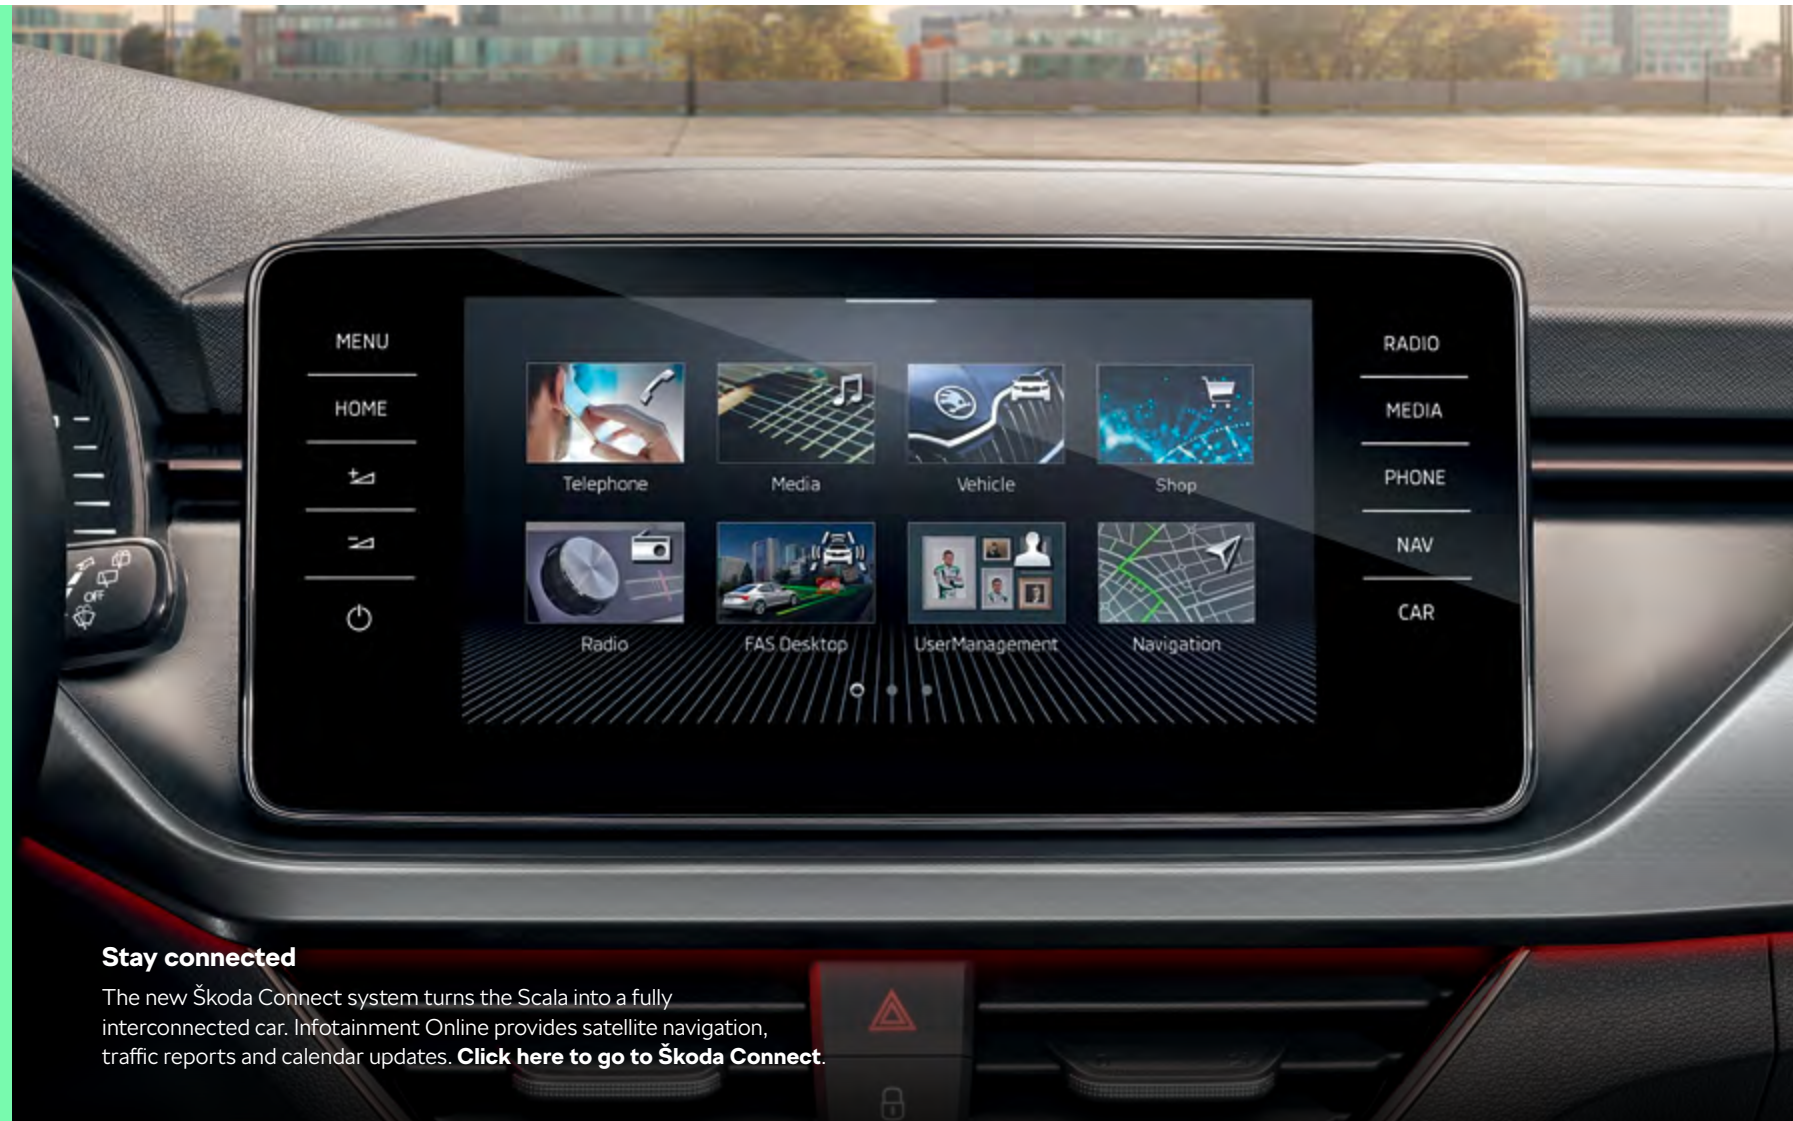 MENU
HOME
RADIO
MEDIA
PHONE
NAV
CAR
Telephone
Media
Vehicle
Shop
Radio
FAS Desktop
UserManagement
Navigation
OFF
Stay connected
The new Škoda Connect system turns the Scala into a fully
interconnected car. Infotainment Online provides satellite navigation,
traffic reports and calendar updates. Click here to go to Škoda Connect.